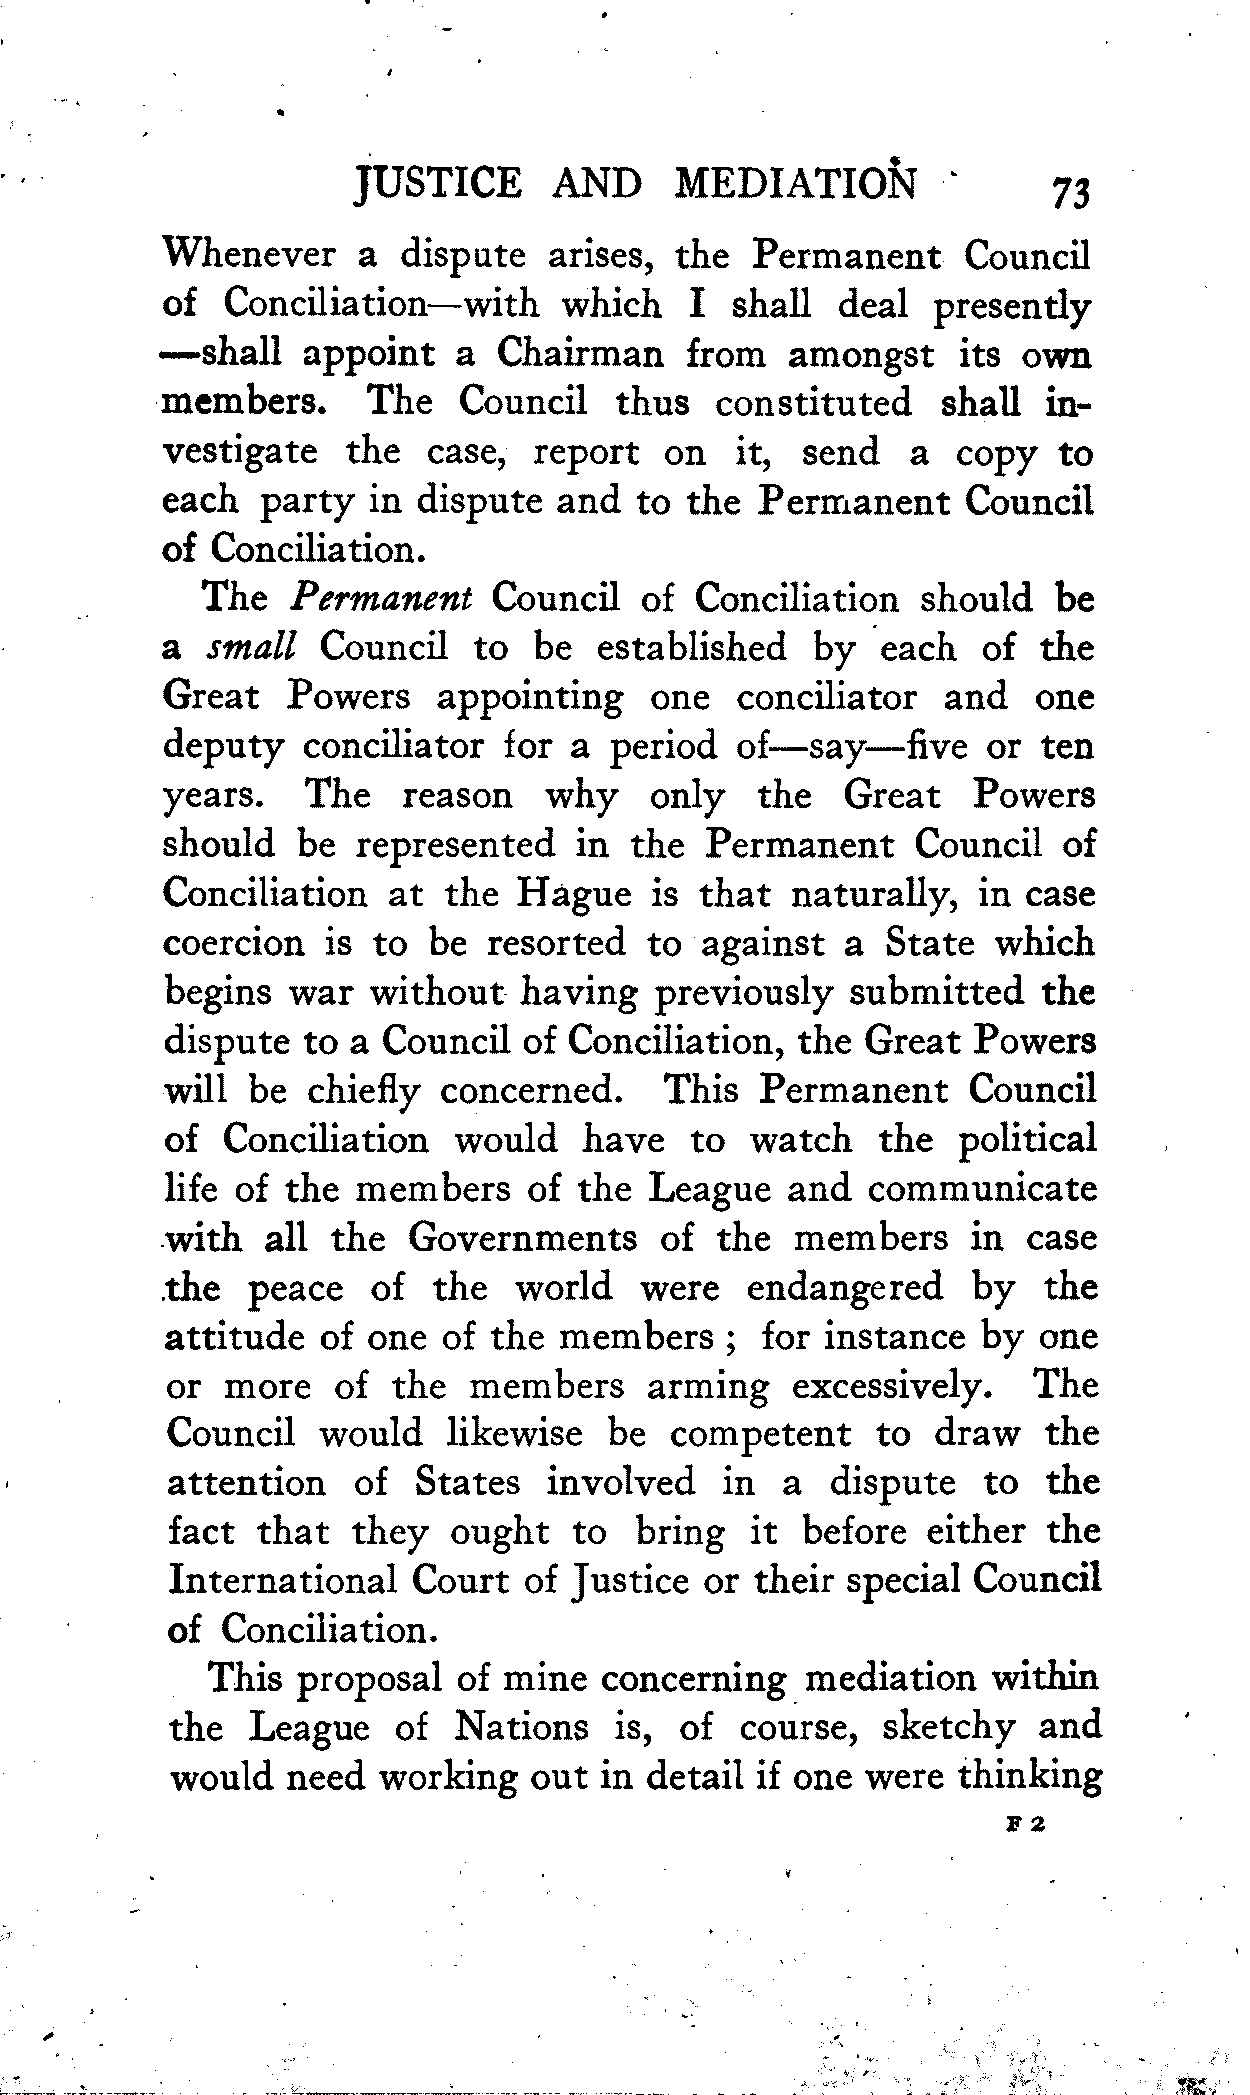 JUSTICE AND MEDIATION 73
Whenever a dispute arises, the Permanent Council
of Conciliation—with which I shall deal presently
—shall appoint a Chairman from amongst its own
members. The Council thus constituted shall in-
vestigate the case, report on it, send a copy to
each party in dispute and to the Permanent Council
of Conciliation.
The Permanent Council of Conciliation should be
a small Council to be established by each of the
Great Powers appointing one conciliator and one
deputy conciliator for a period of—say—five or ten
years. The reason why only the Great Powers
should be represented in the Permanent Council of
Conciliation at the Hague is that naturally, in case
coercion is to be resorted to against a State which
begins war without having previously submitted the
dispute to a Council of Conciliation, the Great Powers
will be chiefly concerned. This Permanent Council
of Conciliation would have to watch the political
life of the members of the League and communicate
with all the Governments of the members in case
the peace of the world were endangered by the
attitude of one of the members ; for instance by one
or more of the members arming excessively. The
Council would likewise be competent to draw the
attention of States involved in a dispute to the
fact that they ought to bring it before either the
International Court of Justice or their special Council
of Conciliation.
This proposal of mine concerning mediation within
the League of Nations is, of course, sketchy and
would need working out in detail if one were thinking
F 2